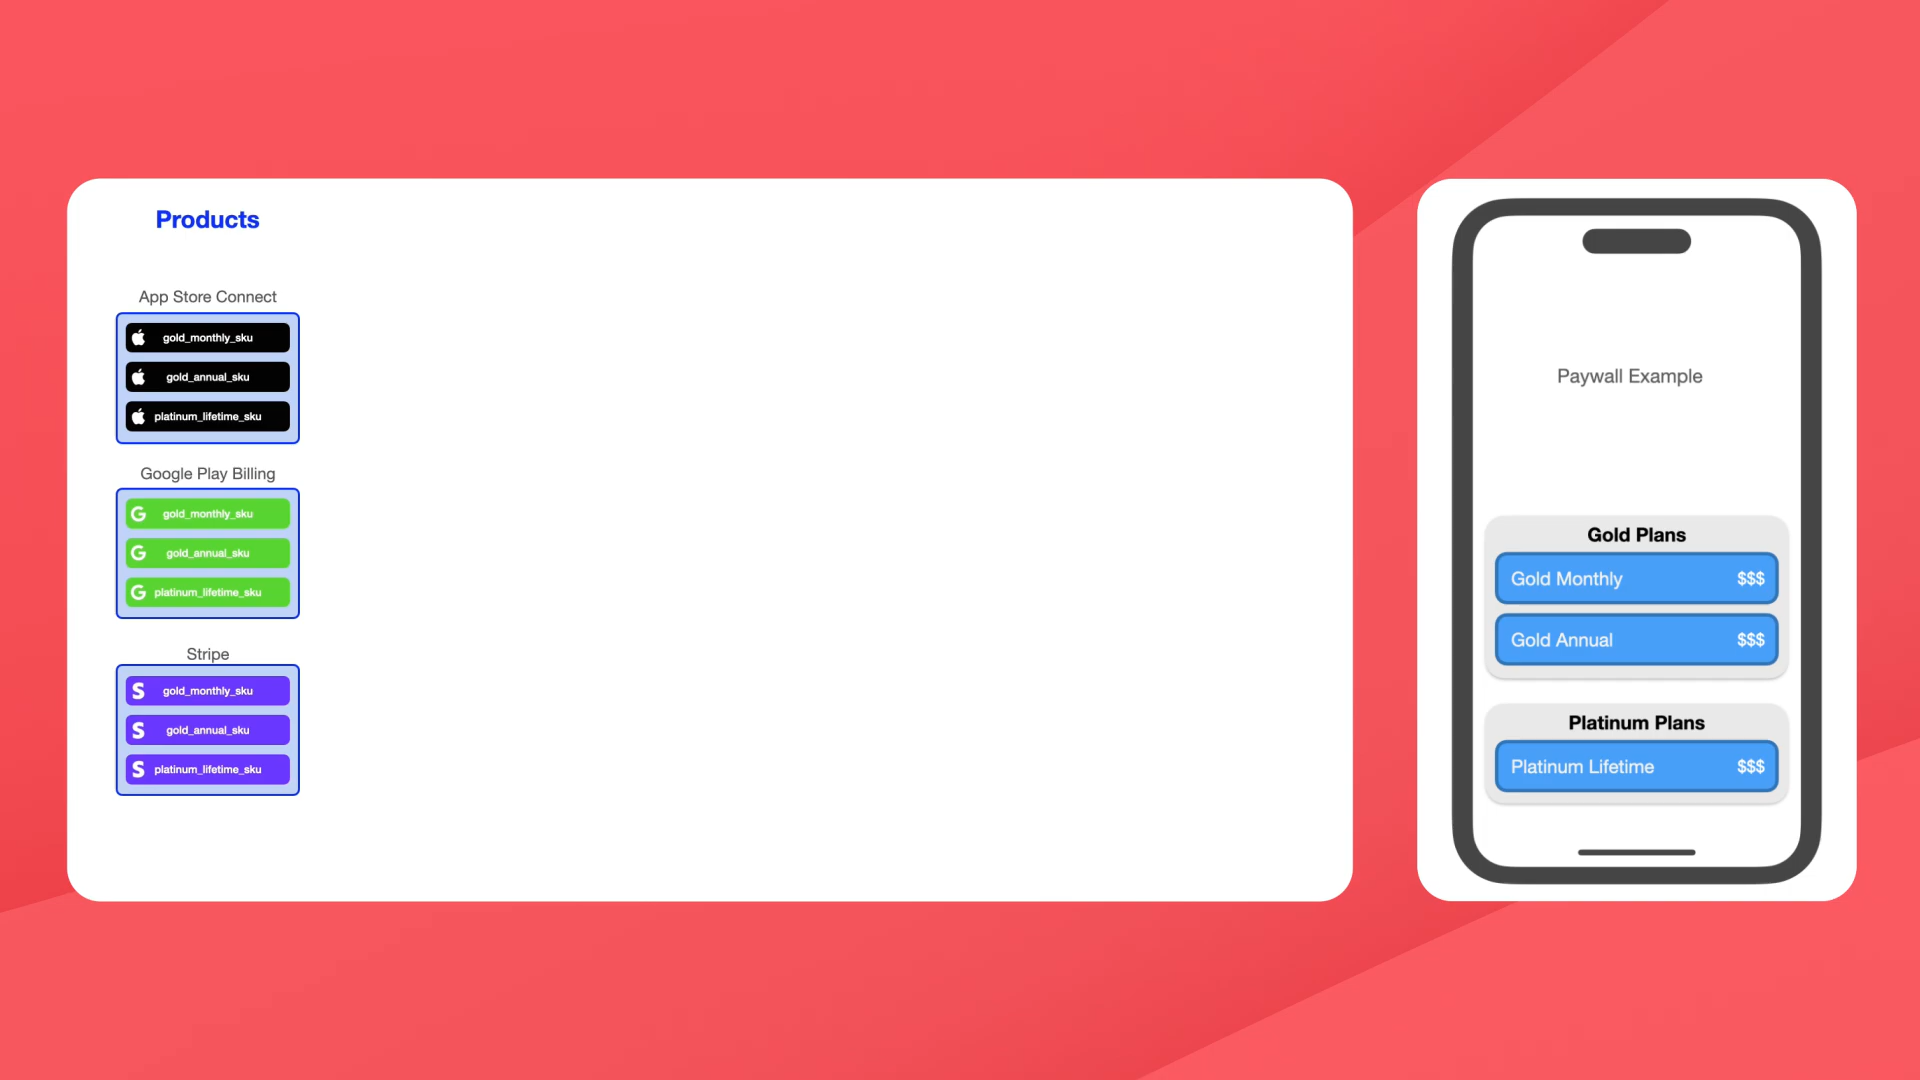 Products
App Store Connect
gold_monthly_sku
gold_annual_sku
platinum_lifetime_sku
Google Play Billing
gold_monthly_sku
gold_annual_sku
platinum_lifetime_sku
Stripe
gold_monthly_sku
gold_annual_sku
platinum_lifetime_sku
Paywall Example
Gold Plans
Gold Monthly $$$
Gold Annual $$$
Platinum Plans
Platinum Lifetime $$$